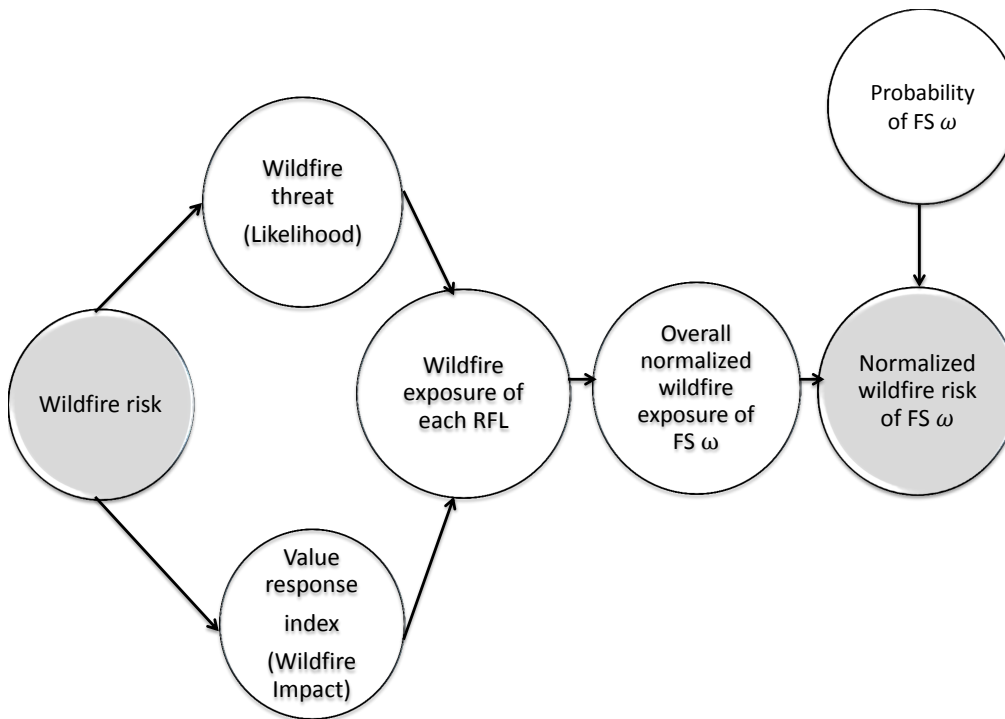 Wildfire risk
Wildfire
threat
(Likelihood)
Value
response
index
(Wildfire
Impact)
Wildfire
exposure of
each RFL
Overall
normalized
wildfire
exposure of
FS ω
Probability
of FS ω
Normalized
wildfire risk
of FS ω